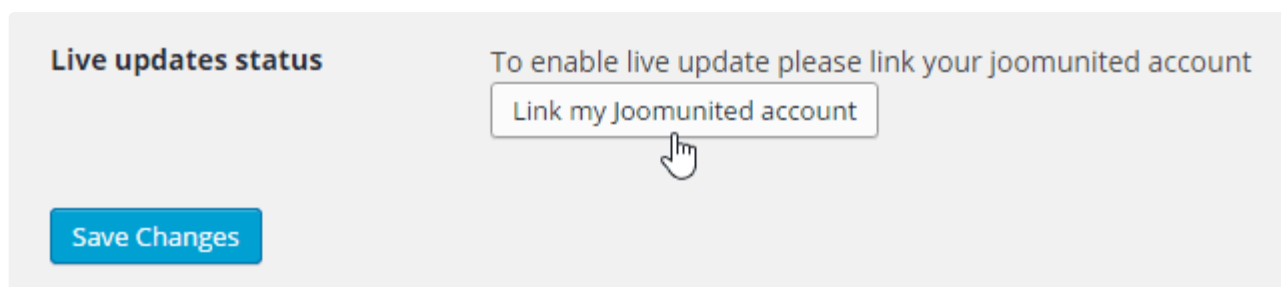 Live updates status
To enable live update please link your joomunited account
Link my Joomunited account
Save Changes